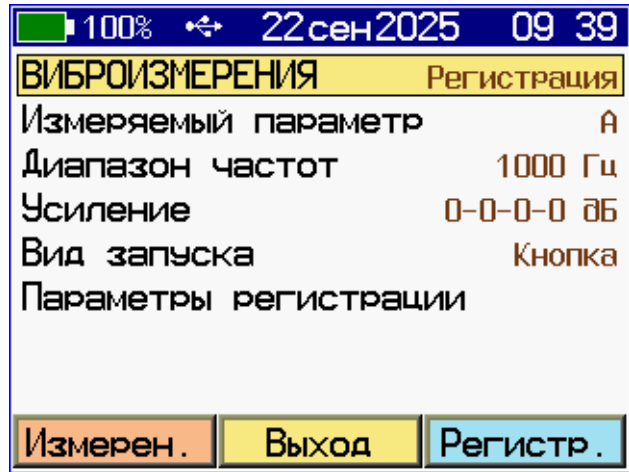 100% 22сен2025 09 39
ВИБРОИЗМЕРЕНИЯ Регистрация
Измеряемый параметр А
Диапазон частот 1000 Гц
Усиление 0-0-0-0 дБ
Вид запуска Кнопка
Параметры регистрации
Измерен. Выход Регистр.